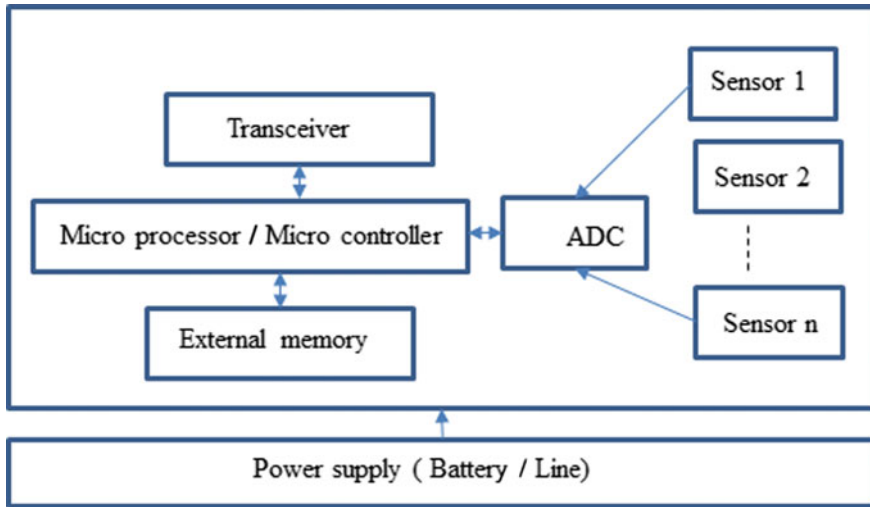 Sensor 1
Transceiver
Sensor 2
Micro processor / Micro controller
ADC
Sensor n
External memory
Power supply ( Battery / Line)